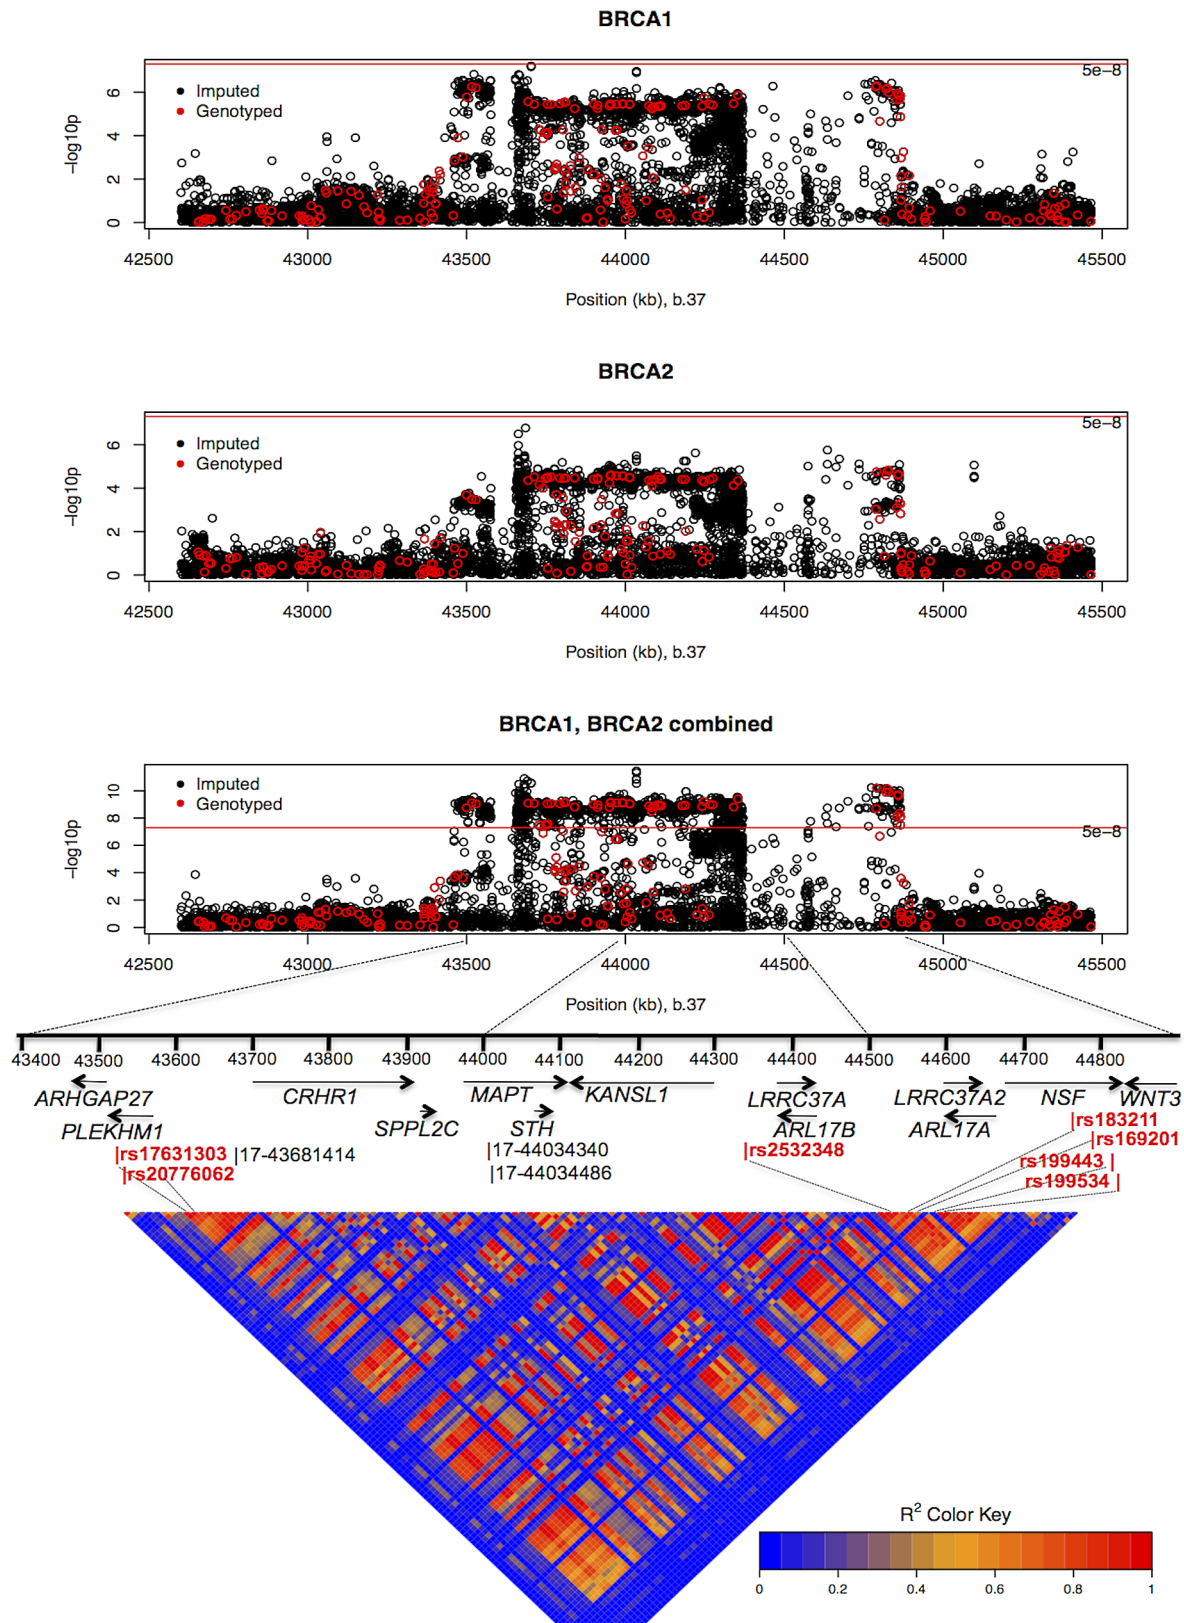 BRCA1
5e−8
Imputed
Genotyped
−log10p
0 2 4 6
42500 43000 43500 44000 44500 45000 45500
Position (kb), b.37
BRCA2
5e−8
Imputed
Genotyped
−log10p
0 2 4 6
42500 43000 43500 44000 44500 45000 45500
Position (kb), b.37
BRCA1, BRCA2 combined
Imputed
Genotyped
5e−8
−log10p
0 2 4 6 8 10
42500 43000 43500 44000 44500 45000 45500
Position (kb), b.37
43400 43500 43600 43700 43800 43900 44000 44100 44200 44300 44400 44500 44600 44700 44800
ARHGAP27 CRHR1 MAPT KANSL1 LRRC37A LRRC37A2 NSF WNT3
PLEKHM1 SPPL2C STH ARL17B ARL17A
|rs183211
|rs169201
|rs17631303 |17-43681414 |17-44034340 |rs2532348 rs199443 |
|rs20776062 |17-44034486 rs199534 |
R2 Color Key
0 0.2 0.4 0.6 0.8 1